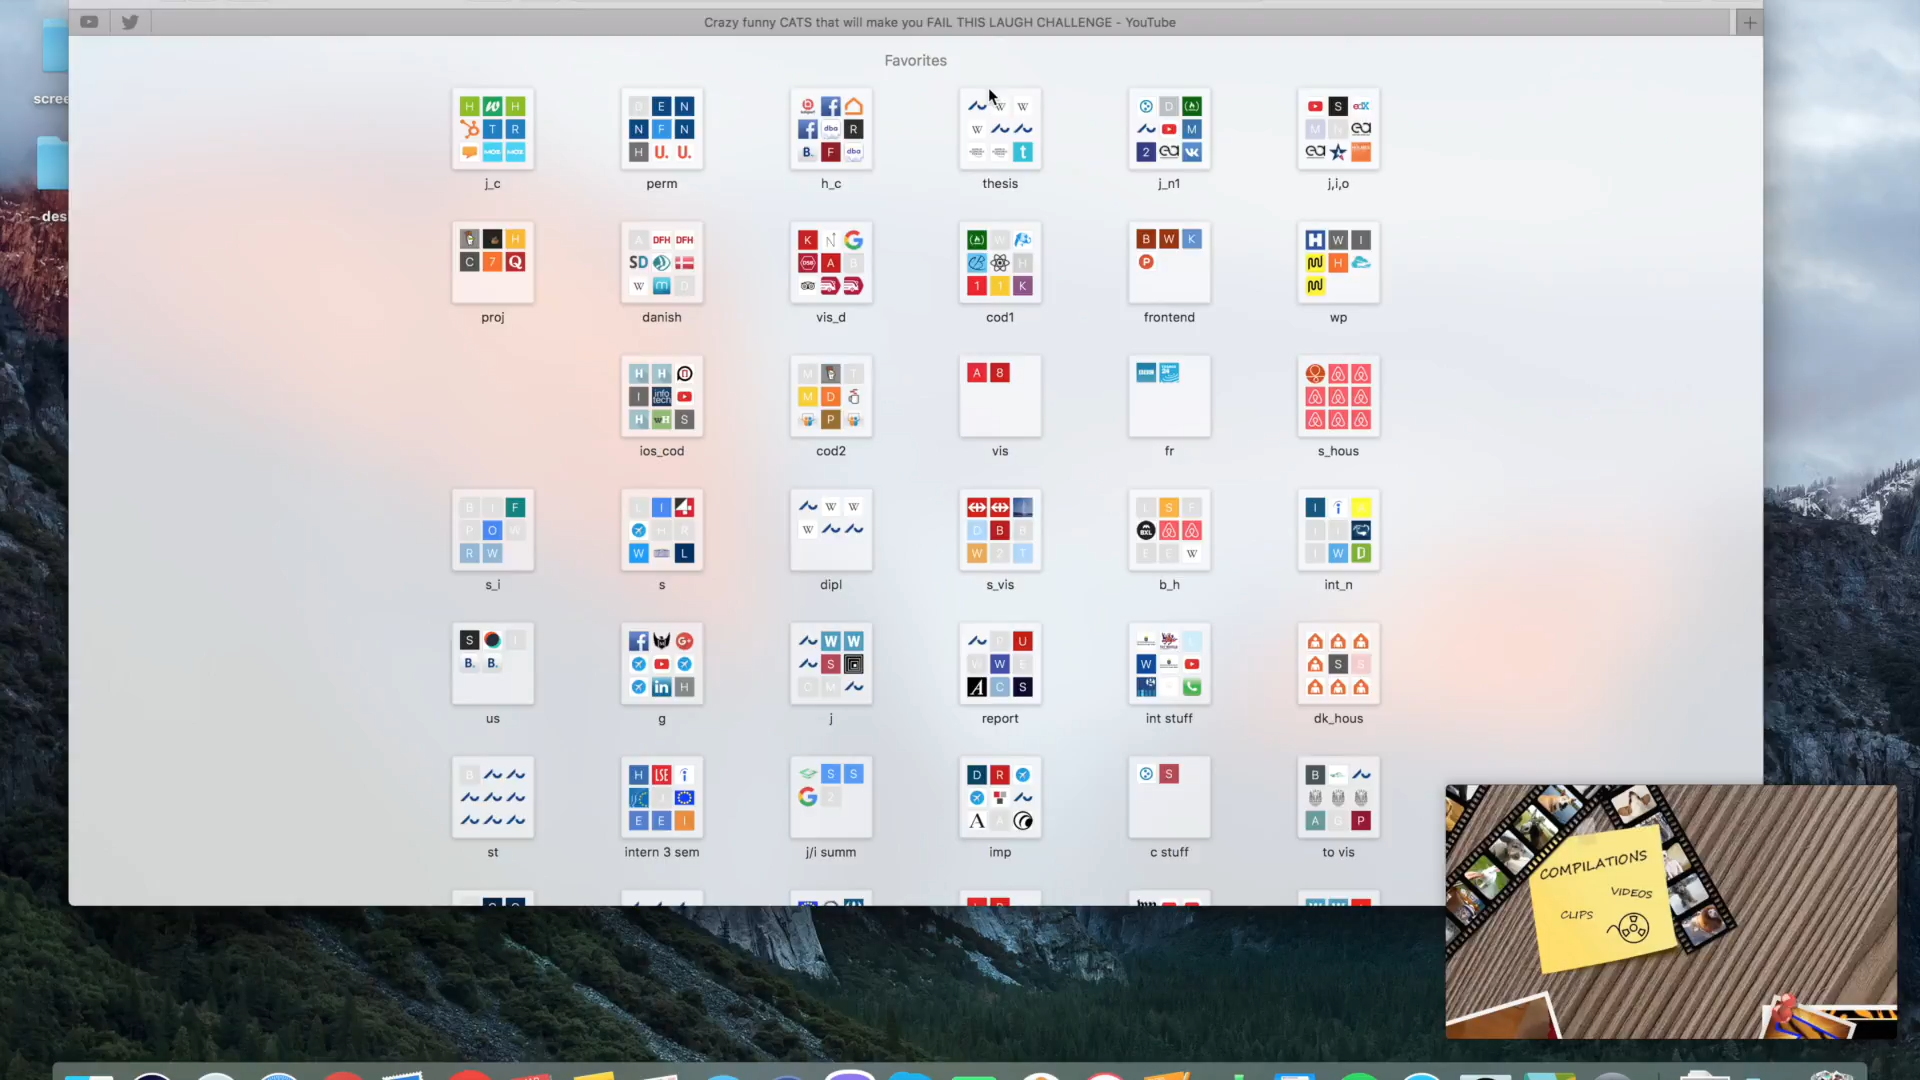 Crazy funny CATS that will make you FAIL THIS LAUGH CHALLENGE - YouTube
Favorites
scree
des
j_c
perm
h_c
thesis
j_n1
j,i,o
proj
danish
vis_d
cod1
frontend
wp
ios_cod
cod2
vis
fr
s_hous
s_i
s
dipl
s_vis
b_h
int_n
us
g
j
report
int stuff
dk_hous
st
intern 3 sem
j/i summ
imp
c stuff
to vis
COMPILATIONS
VIDEOS
CLIPS